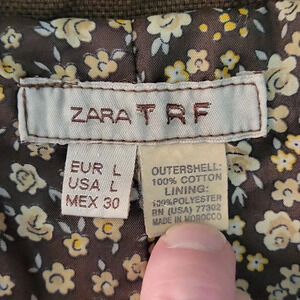 ZARA TRF
EUR L
USA L
MEX 30
OUTERSHELL:
100% COTTON
LINING:
100%POLYESTER
RN (USA) 77302
MADE IN MOROCCO